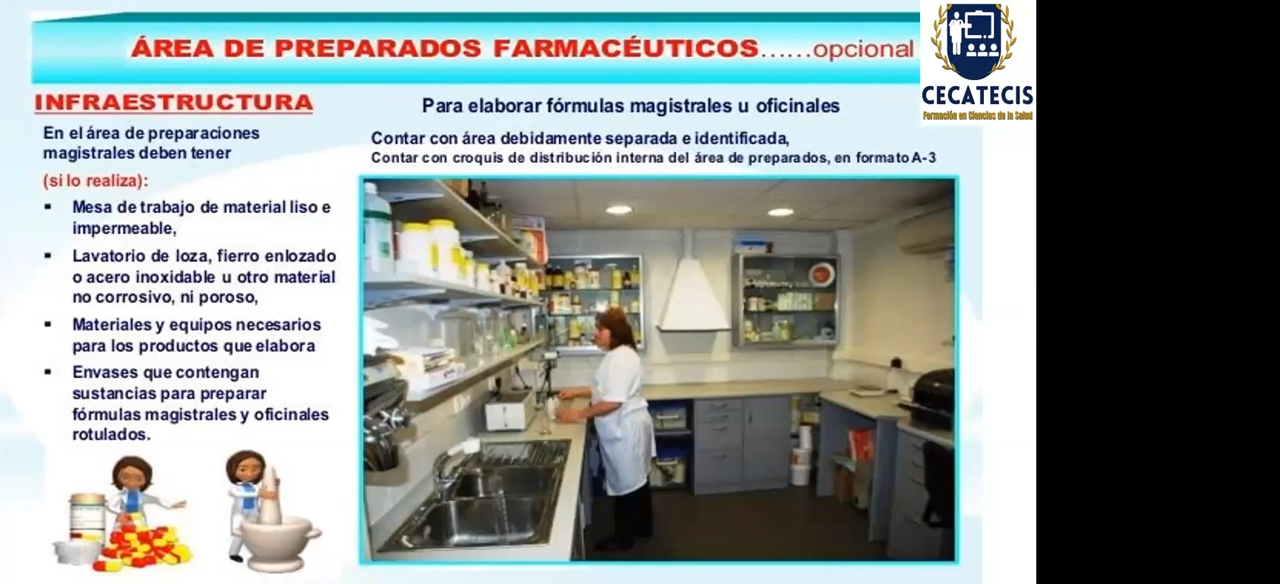 ÁREA DE PREPARADOS FARMACÉUTICOS......opcional
CECATECIS
Formación en Ciencias de la Salud
INFRAESTRUCTURA
En el área de preparaciones
magistrales deben tener
(si lo realiza):
▪ Mesa de trabajo de material liso e
impermeable,
▪ Lavatorio de loza, fierro enlozado
o acero inoxidable u otro material
no corrosivo, ni poroso,
▪ Materiales y equipos necesarios
para los productos que elabora
▪ Envases que contengan
sustancias para preparar
fórmulas magistrales y oficinales
rotulados.
Para elaborar fórmulas magistrales u oficinales
Contar con área debidamente separada e identificada,
Contar con croquis de distribución interna del área de preparados, en formato A-3